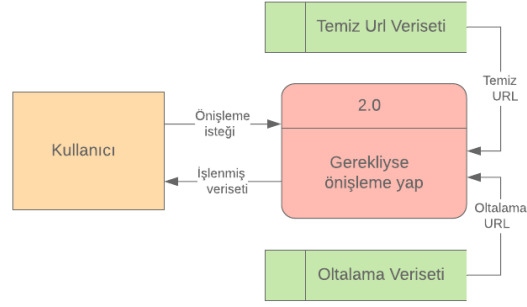 Temiz Url Veriseti
Temiz
URL
2.0
Önişleme
isteği
Kullanıcı
Gerekliyse
önişleme yap
İşlenmiş
veriseti
Oltalama
URL
Oltalama Veriseti